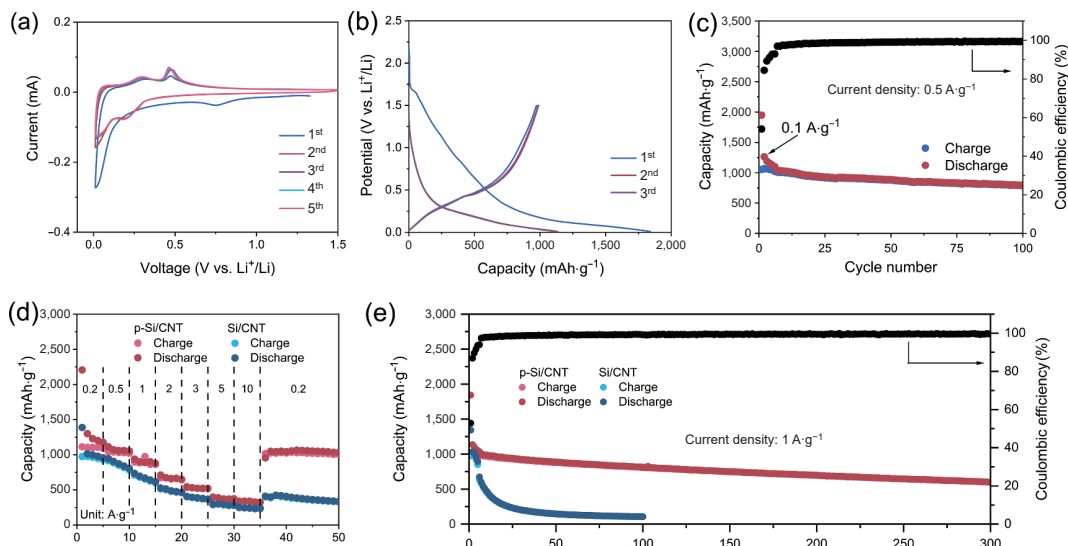 (a)
0.2
0.0
−0.2
−0.4
Current (mA)
0.0
0.5
1.0
1.5
Voltage (V vs. Li⁺/Li)
1ˢᵗ
2ⁿᵈ
3ʳᵈ
4ᵗʰ
5ᵗʰ
(b)
2.5
2.0
1.5
1.0
0.5
0.0
Potential (V vs. Li⁺/Li)
0
500
1,000
1,500
2,000
Capacity (mAh·g⁻¹)
1ˢᵗ
2ⁿᵈ
3ʳᵈ
(c)
3,500
3,000
2,500
2,000
1,500
1,000
500
0
Capacity (mAh·g⁻¹)
0
25
50
75
100
Cycle number
100
80
60
40
20
0
Coulombic efficiency (%)
Current density: 0.5 A·g⁻¹
0.1 A·g⁻¹
Charge
Discharge
(d)
3,000
2,500
2,000
1,500
1,000
500
0
Capacity (mAh·g⁻¹)
p-Si/CNT
Charge
Discharge
Si/CNT
Charge
Discharge
0.2
0.5
1
2
3
5
10
0.2
Unit: A·g⁻¹
0
10
20
30
40
50
(e)
3,000
2,500
2,000
1,500
1,000
500
0
Capacity (mAh·g⁻¹)
p-Si/CNT
Charge
Discharge
Si/CNT
Charge
Discharge
Current density: 1 A·g⁻¹
0
25
50
75
100
125
150
175
200
225
250
275
300
100
80
60
40
20
0
Coulombic efficiency (%)